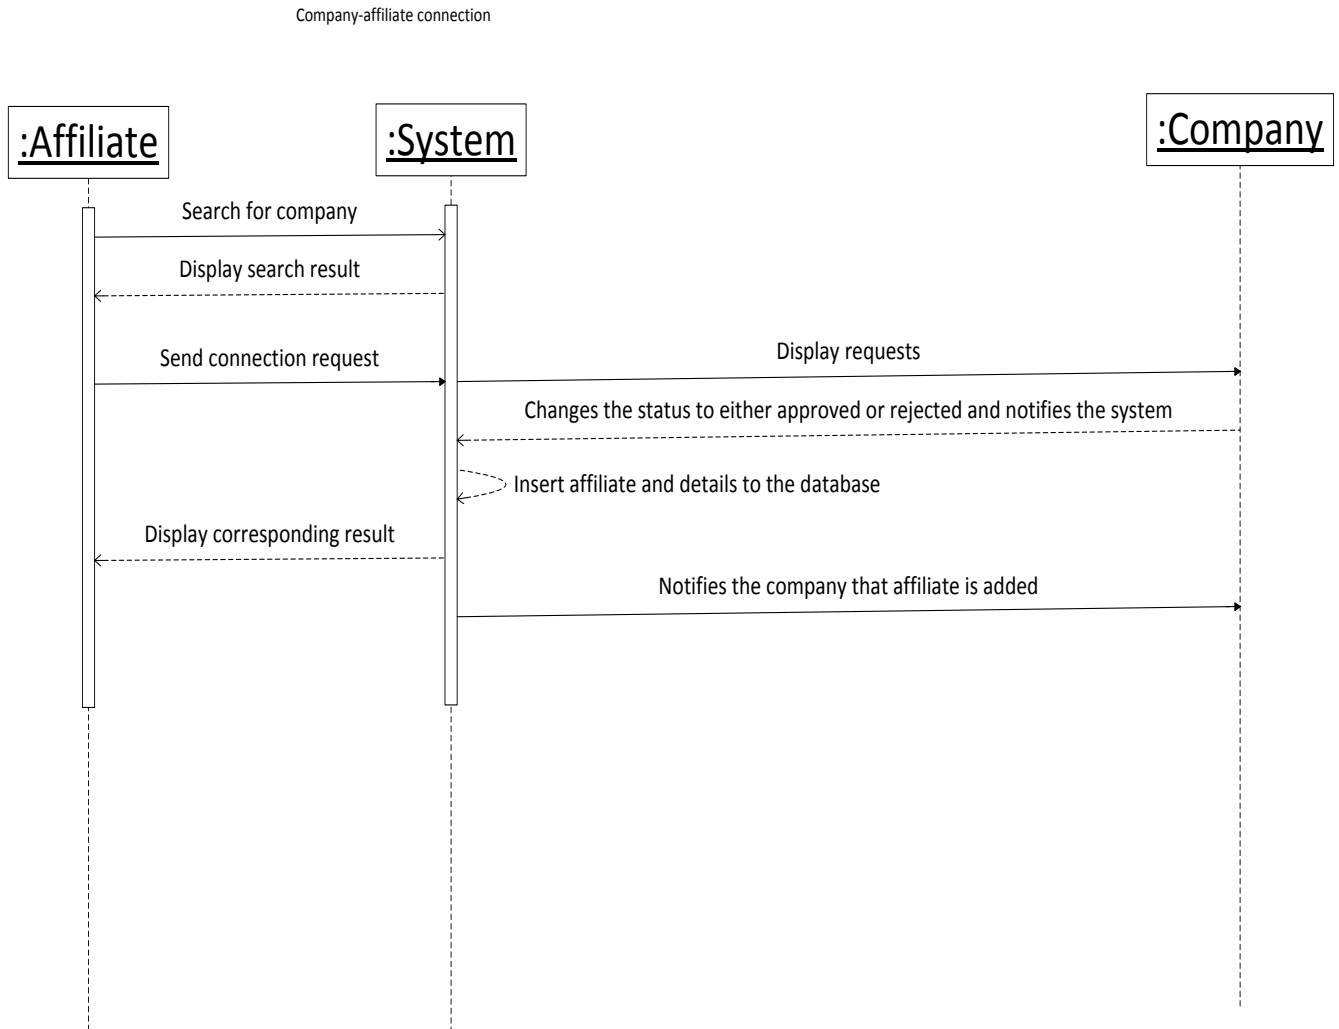 Company-affiliate connection
:Affiliate
:System
:Company
Search for company
Display search result
Send connection request
Display requests
Changes the status to either approved or rejected and notifies the system
Insert affiliate and details to the database
Display corresponding result
Notifies the company that affiliate is added